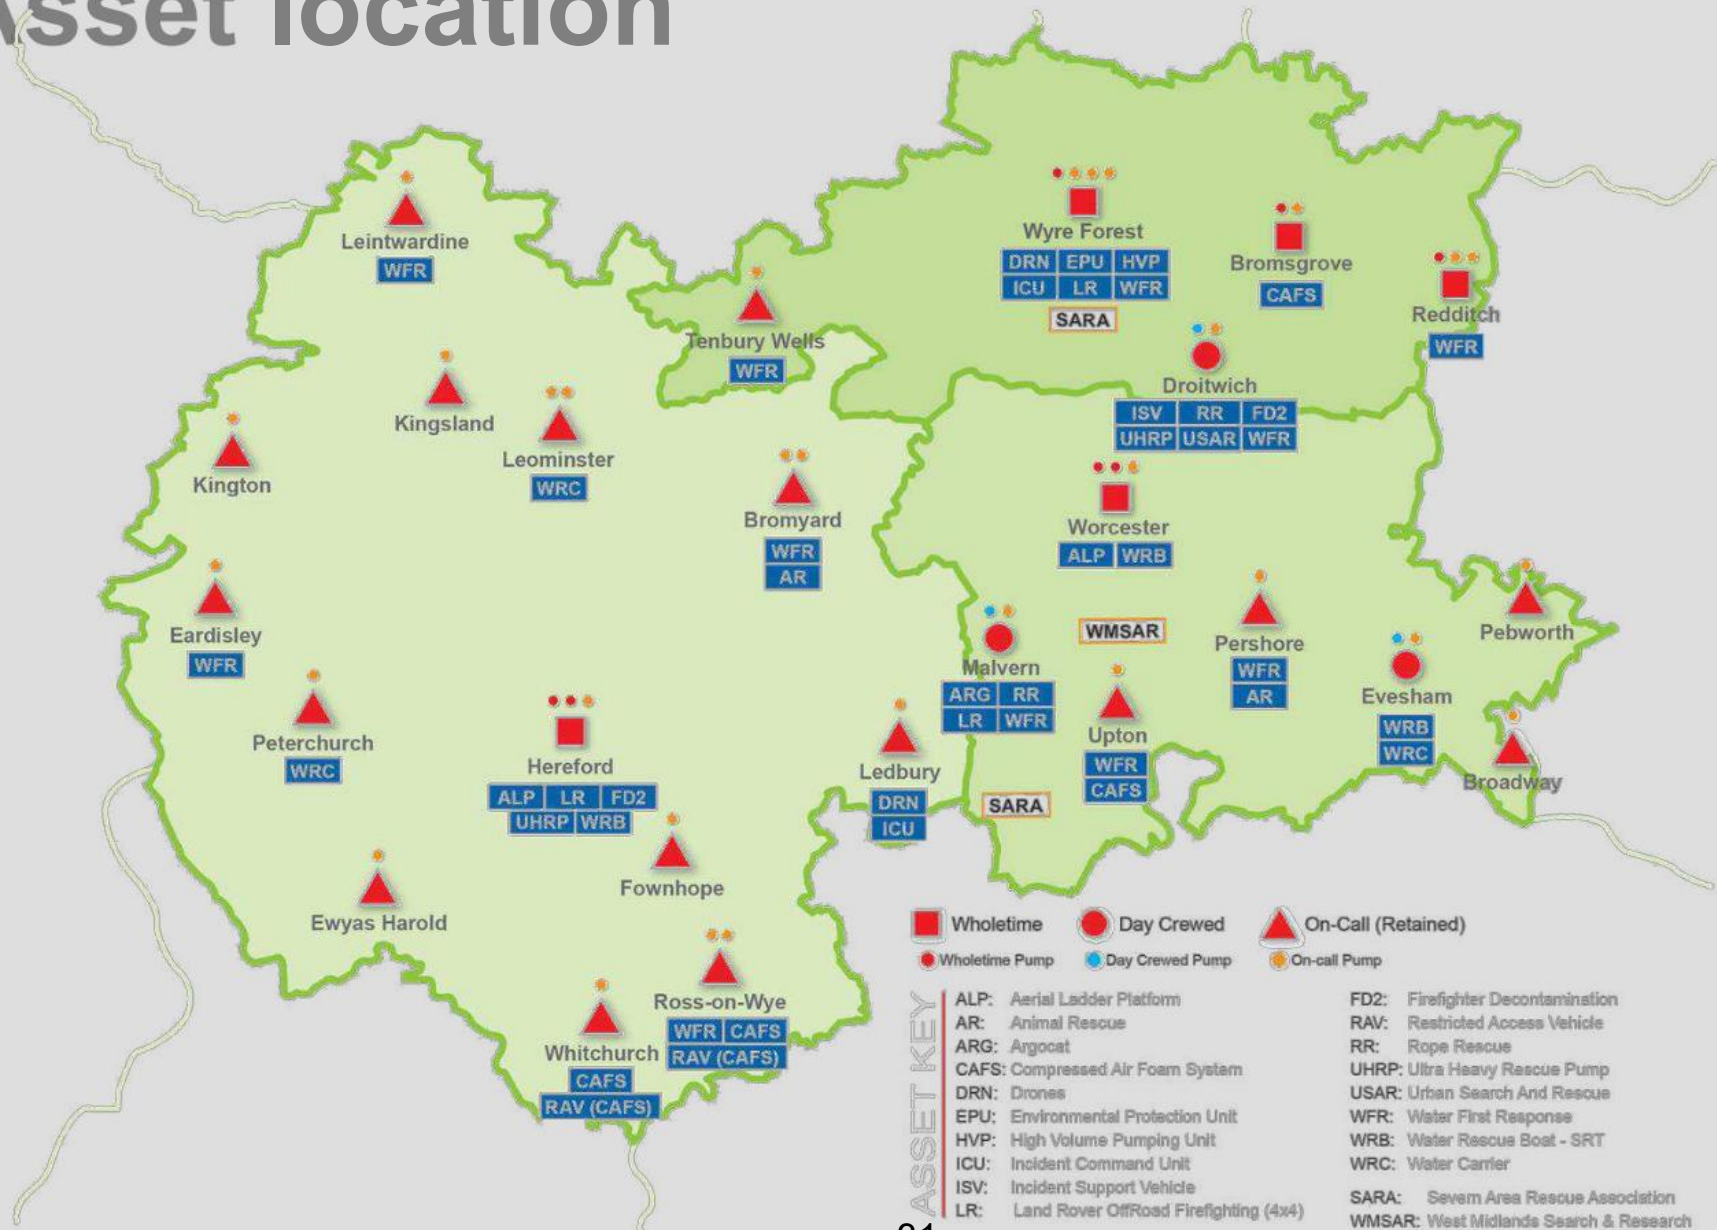 Asset location
Leintwardine
WFR
Wyre Forest
DRN EPU HVP
ICU LR WFR
SARA
Bromsgrove
CAFS
Redditch
WFR
Tenbury Wells
WFR
Droitwich
ISV RR FD2
UHRP USAR WFR
Kingsland
Leominster
WRC
Kington
Bromyard
WFR
AR
Worcester
ALP WRB
WMSAR
Eardisley
WFR
Malvern
ARG RR
LR WFR
Pershore
WFR
AR
Pebworth
Evesham
WRB
WRC
Peterchurch
WRC
Hereford
ALP LR FD2
UHRP WRB
Ledbury
DRN
ICU
SARA
Upton
WFR
CAFS
Broadway
Fownhope
Ewyas Harold
Ross-on-Wye
WFR CAFS
RAV (CAFS)
Whitchurch
CAFS
RAV (CAFS)
Wholetime Day Crewed On-Call (Retained)
Wholetime Pump Day Crewed Pump On-call Pump
ASSET KEY
ALP: Aerial Ladder Platform
AR: Animal Rescue
ARG: Argocat
CAFS: Compressed Air Foam System
DRN: Drones
EPU: Environmental Protection Unit
HVP: High Volume Pumping Unit
ICU: Incident Command Unit
ISV: Incident Support Vehicle
LR: Land Rover OffRoad Firefighting (4x4)
FD2: Firefighter Decontamination
RAV: Restricted Access Vehicle
RR: Rope Rescue
UHRP: Ultra Heavy Rescue Pump
USAR: Urban Search And Rescue
WFR: Water First Response
WRB: Water Rescue Boat - SRT
WRC: Water Carrier
SARA: Severn Area Rescue Association
WMSAR: West Midlands Search & Research